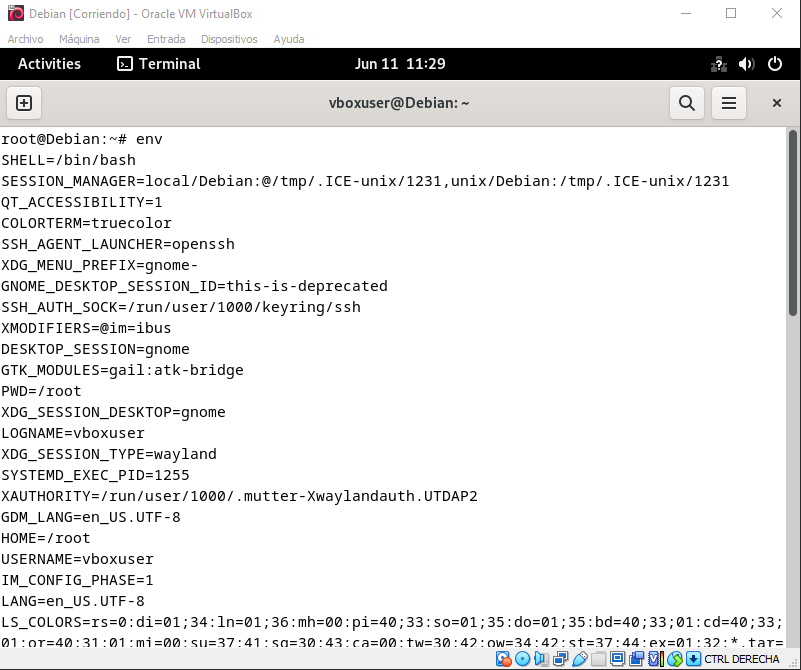 Debian [Corriendo] - Oracle VM VirtualBox
Archivo Máquina Ver Entrada Dispositivos Ayuda
Activities Terminal Jun 11 11:29
vboxuser@Debian: ~
root@Debian:~# env
SHELL=/bin/bash
SESSION_MANAGER=local/Debian:@/tmp/.ICE-unix/1231,unix/Debian:/tmp/.ICE-unix/1231
QT_ACCESSIBILITY=1
COLORTERM=truecolor
SSH_AGENT_LAUNCHER=openssh
XDG_MENU_PREFIX=gnome-
GNOME_DESKTOP_SESSION_ID=this-is-deprecated
SSH_AUTH_SOCK=/run/user/1000/keyring/ssh
XMODIFIERS=@im=ibus
DESKTOP_SESSION=gnome
GTK_MODULES=gail:atk-bridge
PWD=/root
XDG_SESSION_DESKTOP=gnome
LOGNAME=vboxuser
XDG_SESSION_TYPE=wayland
SYSTEMD_EXEC_PID=1255
XAUTHORITY=/run/user/1000/.mutter-Xwaylandauth.UTDAP2
GDM_LANG=en_US.UTF-8
HOME=/root
USERNAME=vboxuser
IM_CONFIG_PHASE=1
LANG=en_US.UTF-8
LS_COLORS=rs=0:di=01;34:ln=01;36:mh=00:pi=40;33:so=01;35:do=01;35:bd=40;33;01:cd=40;33;
01:or=40;31;01:mi=00:su=37;41:sg=30;43:ca=00:tw=30;42:ow=34;42:st=37;44:ex=01;32:*.tar=
CTRL DERECHA